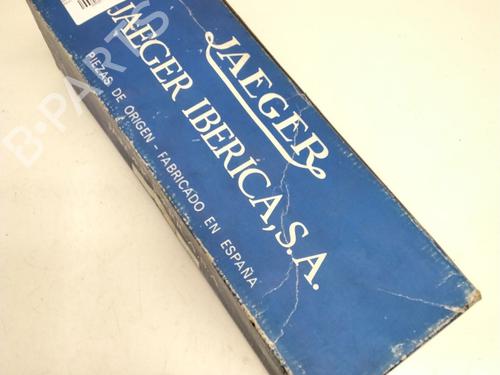 JAEGER
JAEGER IBERICA, S.A.
PIEZAS DE ORIGEN - FABRICADO EN ESPAÑA
B-PARTS